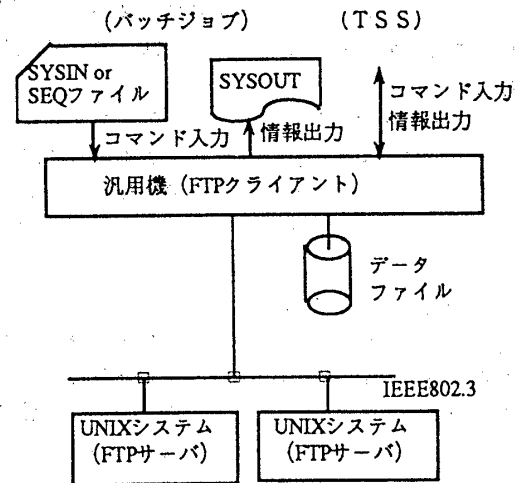 (バッチジョブ)
(TSS)
SYSIN or
SEQファイル
SYSOUT
コマンド入力
情報出力
コマンド入力
情報出力
汎用機(FTPクライアント)
データ
ファイル
IEEE802.3
UNIXシステム
(FTPサーバ)
UNIXシステム
(FTPサーバ)